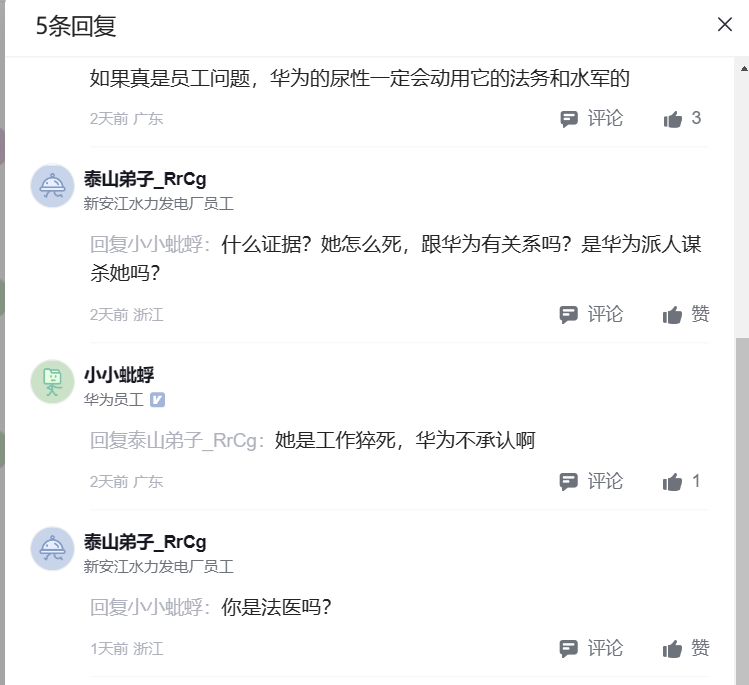 5条回复
如果真是员工问题，华为的尿性一定会动用它的法务和水军的
2天前 广东
评论
3
泰山弟子_RrCg
新安江水力发电厂员工
回复小小蚍蜉：什么证据？她怎么死，跟华为有关系吗？是华为派人谋
杀她吗？
2天前 浙江
评论
赞
小小蚍蜉
华为员工
回复泰山弟子_RrCg：她是工作猝死，华为不承认啊
2天前 广东
评论
1
泰山弟子_RrCg
新安江水力发电厂员工
回复小小蚍蜉：你是法医吗？
1天前 浙江
评论
赞